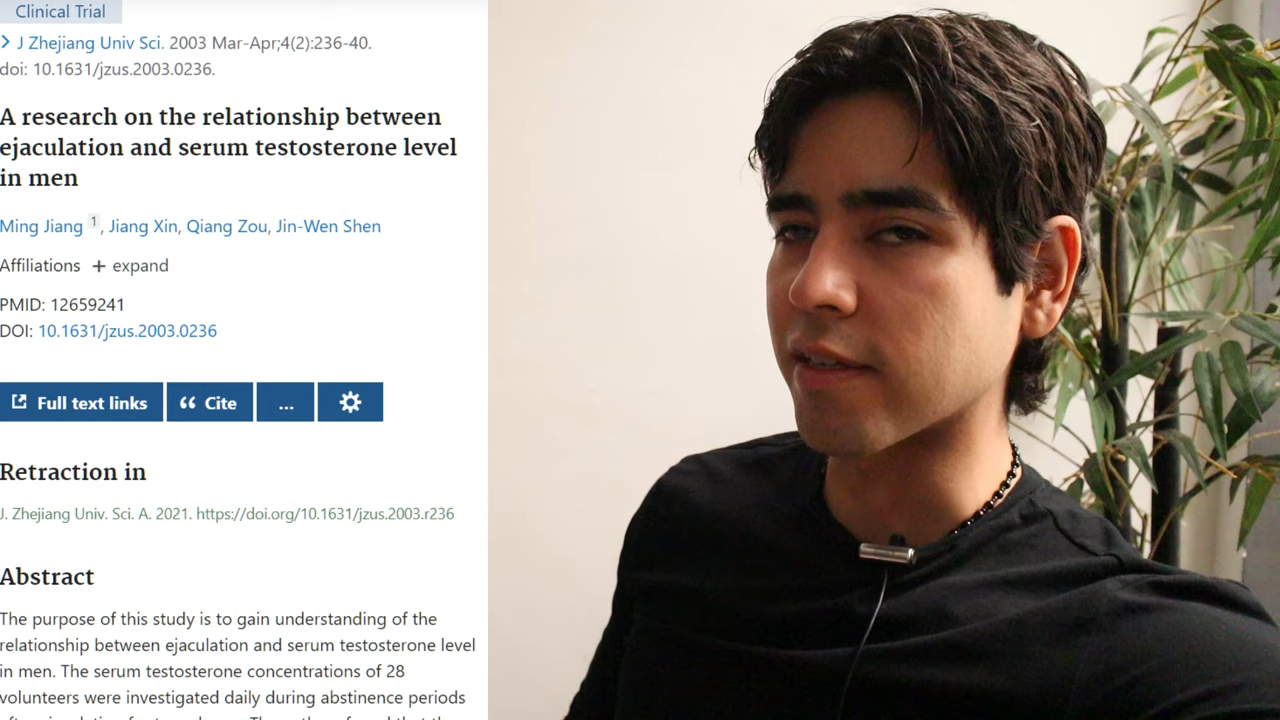 Clinical Trial
J Zhejiang Univ Sci. 2003 Mar-Apr;4(2):236-40.
doi: 10.1631/jzus.2003.0236.
A research on the relationship between
ejaculation and serum testosterone level
in men
Ming Jiang 1, Jiang Xin, Qiang Zou, Jin-Wen Shen
Affiliations + expand
PMID: 12659241
DOI: 10.1631/jzus.2003.0236
Full text links
Cite
...
Retraction in
J. Zhejiang Univ. Sci. A. 2021. https://doi.org/10.1631/jzus.2003.r236
Abstract
The purpose of this study is to gain understanding of the
relationship between ejaculation and serum testosterone level
in men. The serum testosterone concentrations of 28
volunteers were investigated daily during abstinence periods